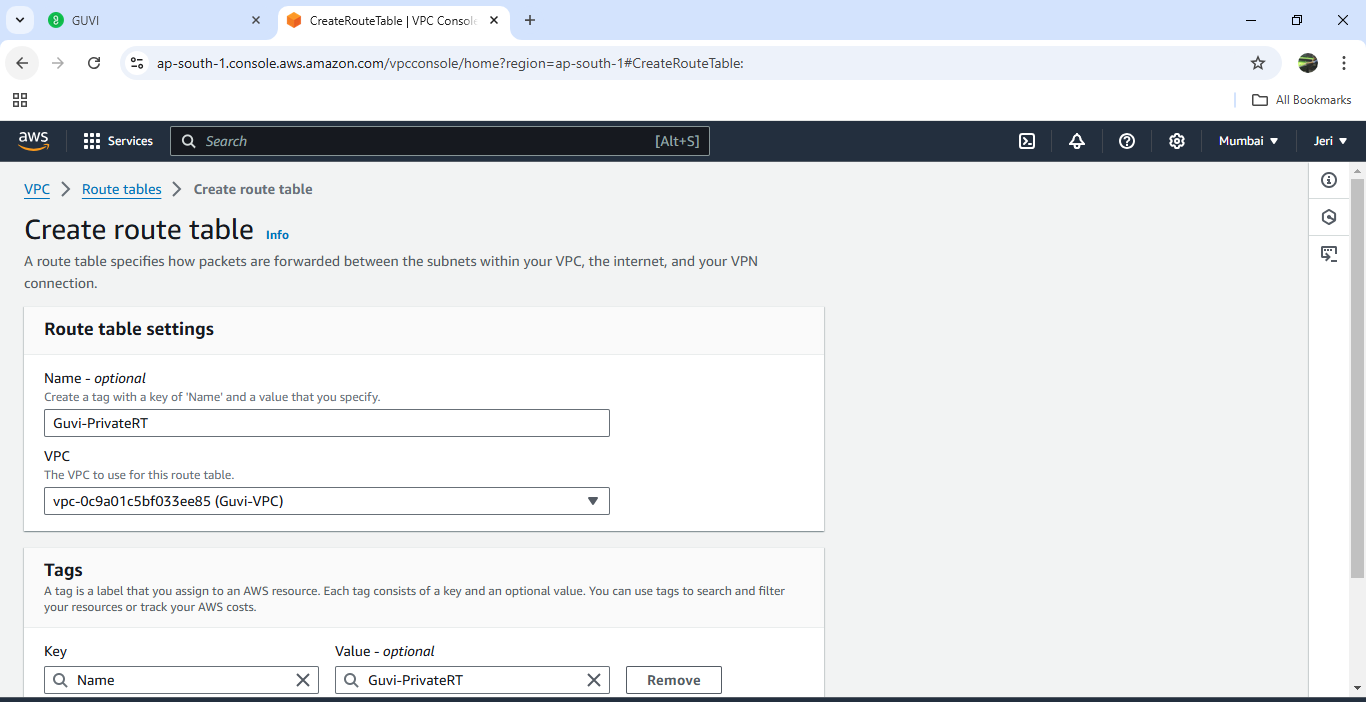 GUVI
CreateRouteTable | VPC Console
ap-south-1.console.aws.amazon.com/vpcconsole/home?region=ap-south-1#CreateRouteTable:
All Bookmarks
aws
Services
Search
[Alt+S]
Mumbai
Jeri
VPC
Route tables
Create route table
Create route table Info
A route table specifies how packets are forwarded between the subnets within your VPC, the internet, and your VPN
connection.
Route table settings
Name - optional
Create a tag with a key of 'Name' and a value that you specify.
Guvi-PrivateRT
VPC
The VPC to use for this route table.
vpc-0c9a01c5bf033ee85 (Guvi-VPC)
Tags
A tag is a label that you assign to an AWS resource. Each tag consists of a key and an optional value. You can use tags to search and filter
your resources or track your AWS costs.
Key
Value - optional
Name
Guvi-PrivateRT
Remove